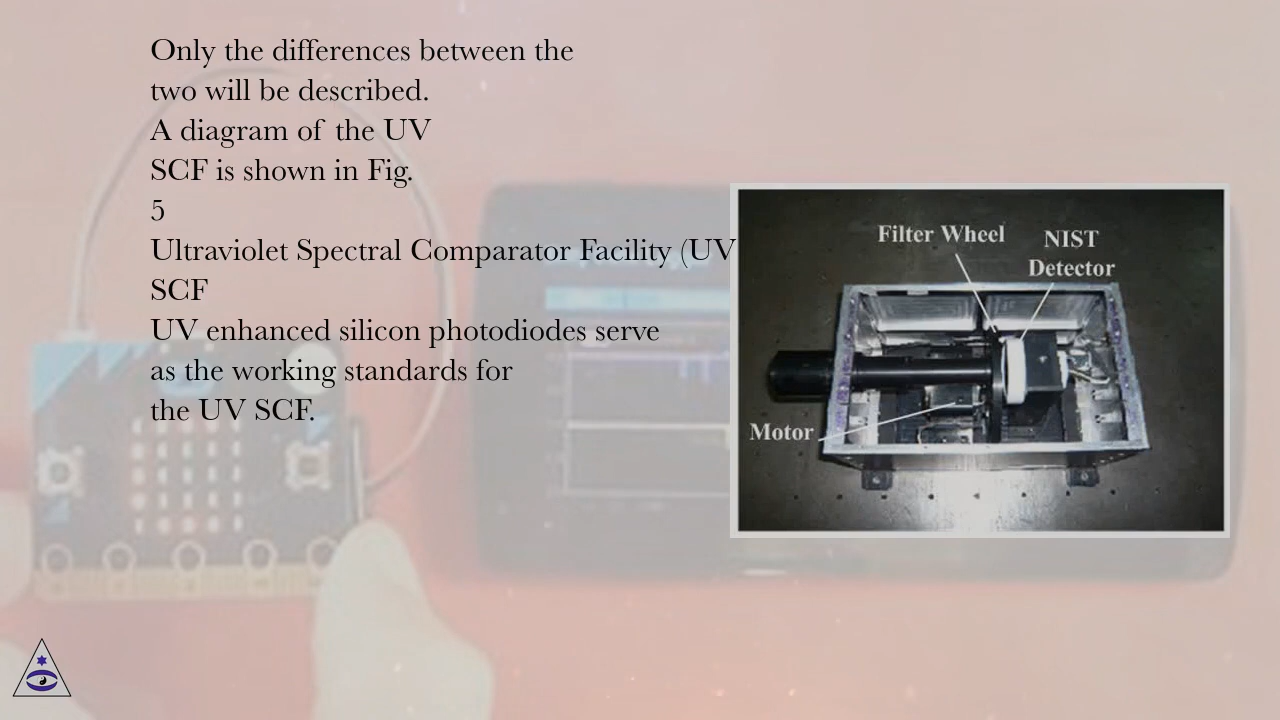 Only the differences between the
two will be described.
A diagram of the UV
SCF is shown in Fig.
5
Ultraviolet Spectral Comparator Facility (UV
SCF
UV enhanced silicon photodiodes serve
as the working standards for
the UV SCF.
Filter Wheel
NIST
Detector
Motor